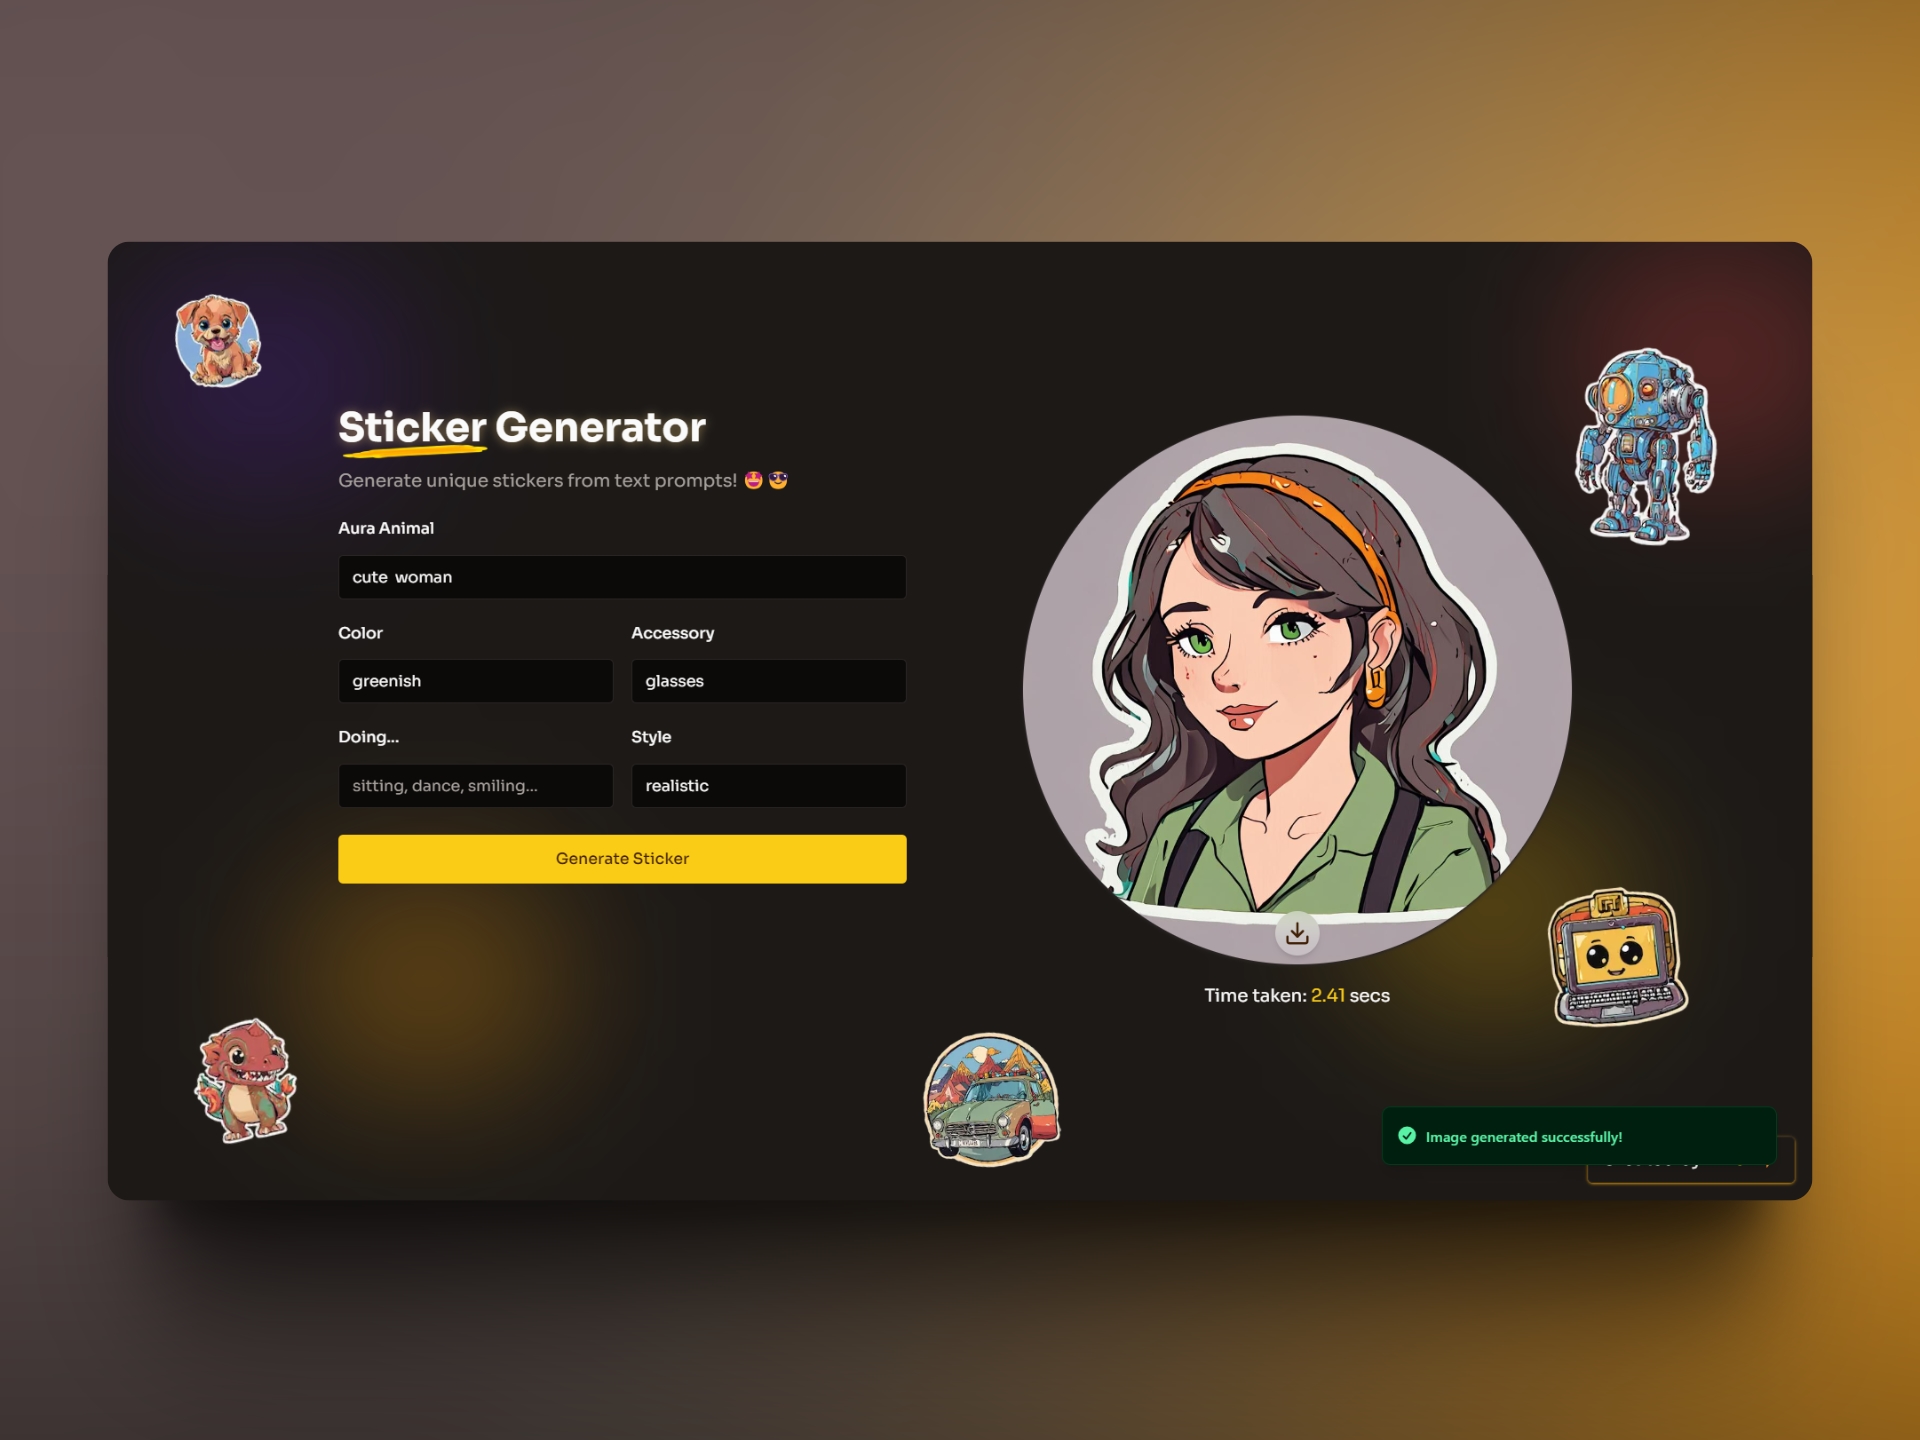 Sticker Generator
Generate unique stickers from text prompts! 🤩 😎
Aura Animal
cute woman
Color
Accessory
greenish
glasses
Doing...
Style
sitting, dance, smiling...
realistic
Generate Sticker
Time taken: 2.41 secs
Image generated successfully!